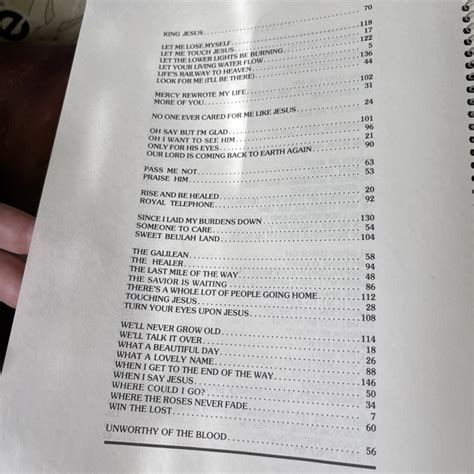 KING JESUS 70
LET ME LOSE MYSELF 118
LET ME TOUCH JESUS 17
LET THE LOWER LIGHTS BE BURNING 122
LET YOUR LIVING WATER FLOW 5
LIFE'S RAILWAY TO HEAVEN 136
LOOK FOR ME (I'LL BE THERE) 44
MERCY REWROTE MY LIFE 102
MORE OF YOU 31
NO ONE EVER CARED FOR ME LIKE JESUS 24
OH SAY BUT I'M GLAD 101
OH I WANT TO SEE HIM 96
ONLY FOR HIS EYES 21
OUR LORD IS COMING BACK TO EARTH AGAIN 90
PASS ME NOT 63
PRAISE HIM 53
RISE AND BE HEALED 20
ROYAL TELEPHONE 92
SINCE I LAID MY BURDENS DOWN 130
SOMEONE TO CARE 54
SWEET BEULAH LAND 104
THE GALILEAN 58
THE HEALER 94
THE LAST MILE OF THE WAY 48
THE SAVIOR IS WAITING 86
THERE'S A WHOLE LOT OF PEOPLE GOING HOME 112
TOUCHING JESUS 28
TURN YOUR EYES UPON JESUS 108
WE'LL NEVER GROW OLD 114
WE'LL TALK IT OVER 18
WHAT A BEAUTIFUL DAY 26
WHAT A LOVELY NAME 88
WHEN I GET TO THE END OF THE WAY 146
WHEN I SAY JESUS 50
WHERE COULD I GO? 34
WHERE THE ROSES NEVER FADE 7
WIN THE LOST 60
UNWORTHY OF THE BLOOD 56